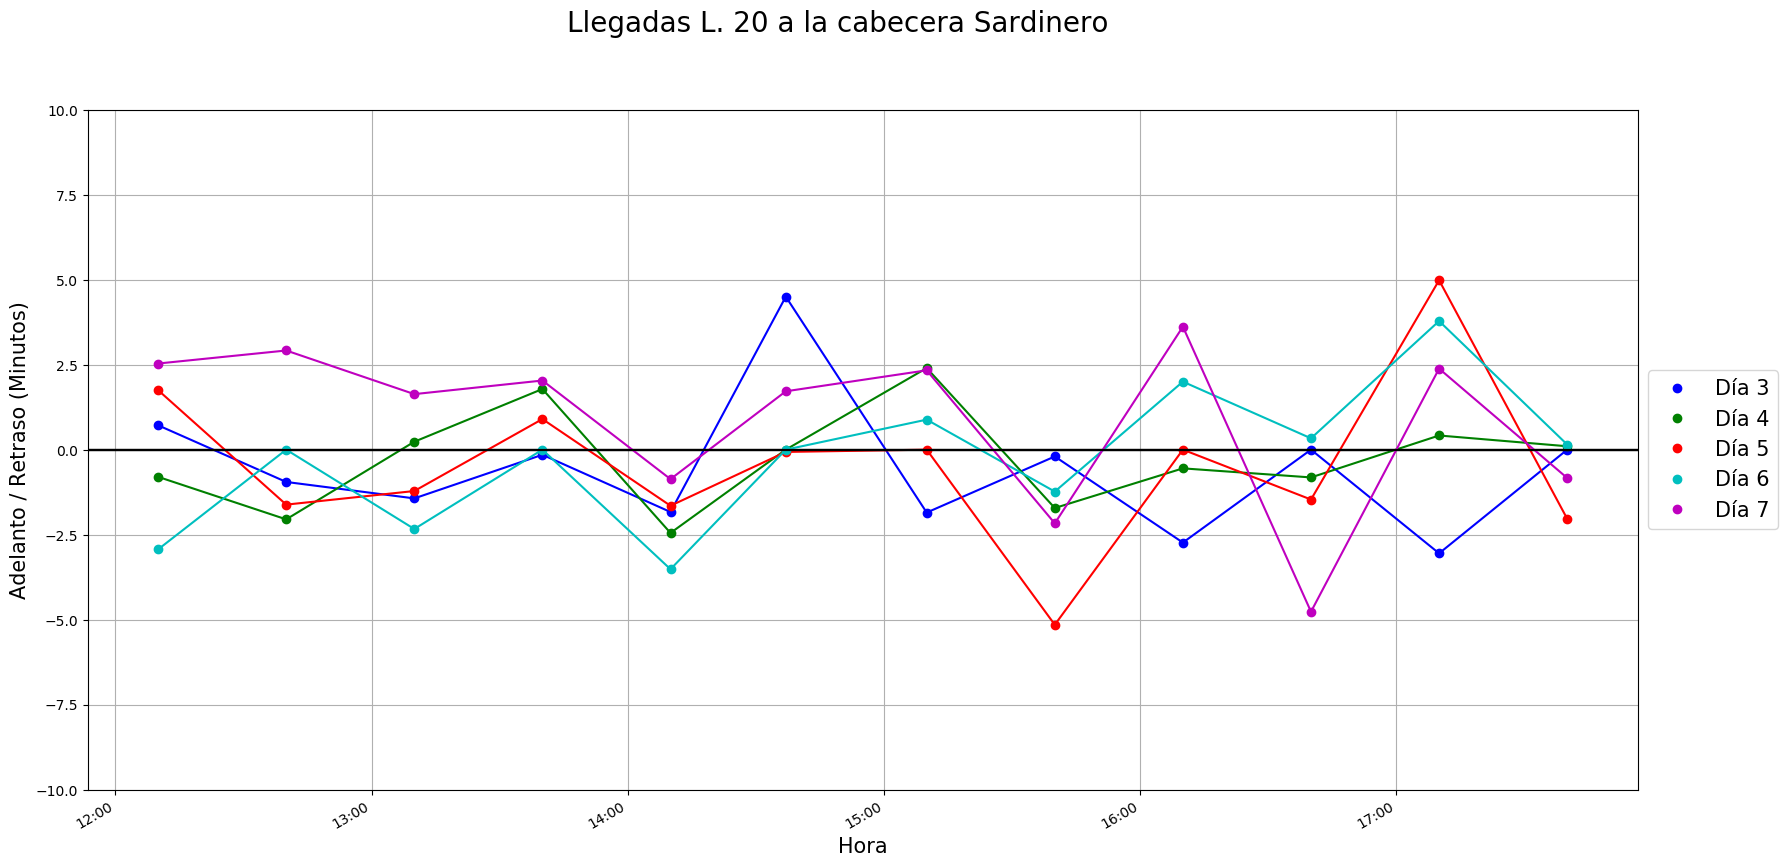 Llegadas L. 20 a la cabecera Sardinero
Adelanto / Retraso (Minutos)
10.0
7.5
5.0
2.5
0.0
−2.5
−5.0
−7.5
−10.0
12:00
13:00
14:00
15:00
16:00
17:00
Hora
Día 3
Día 4
Día 5
Día 6
Día 7